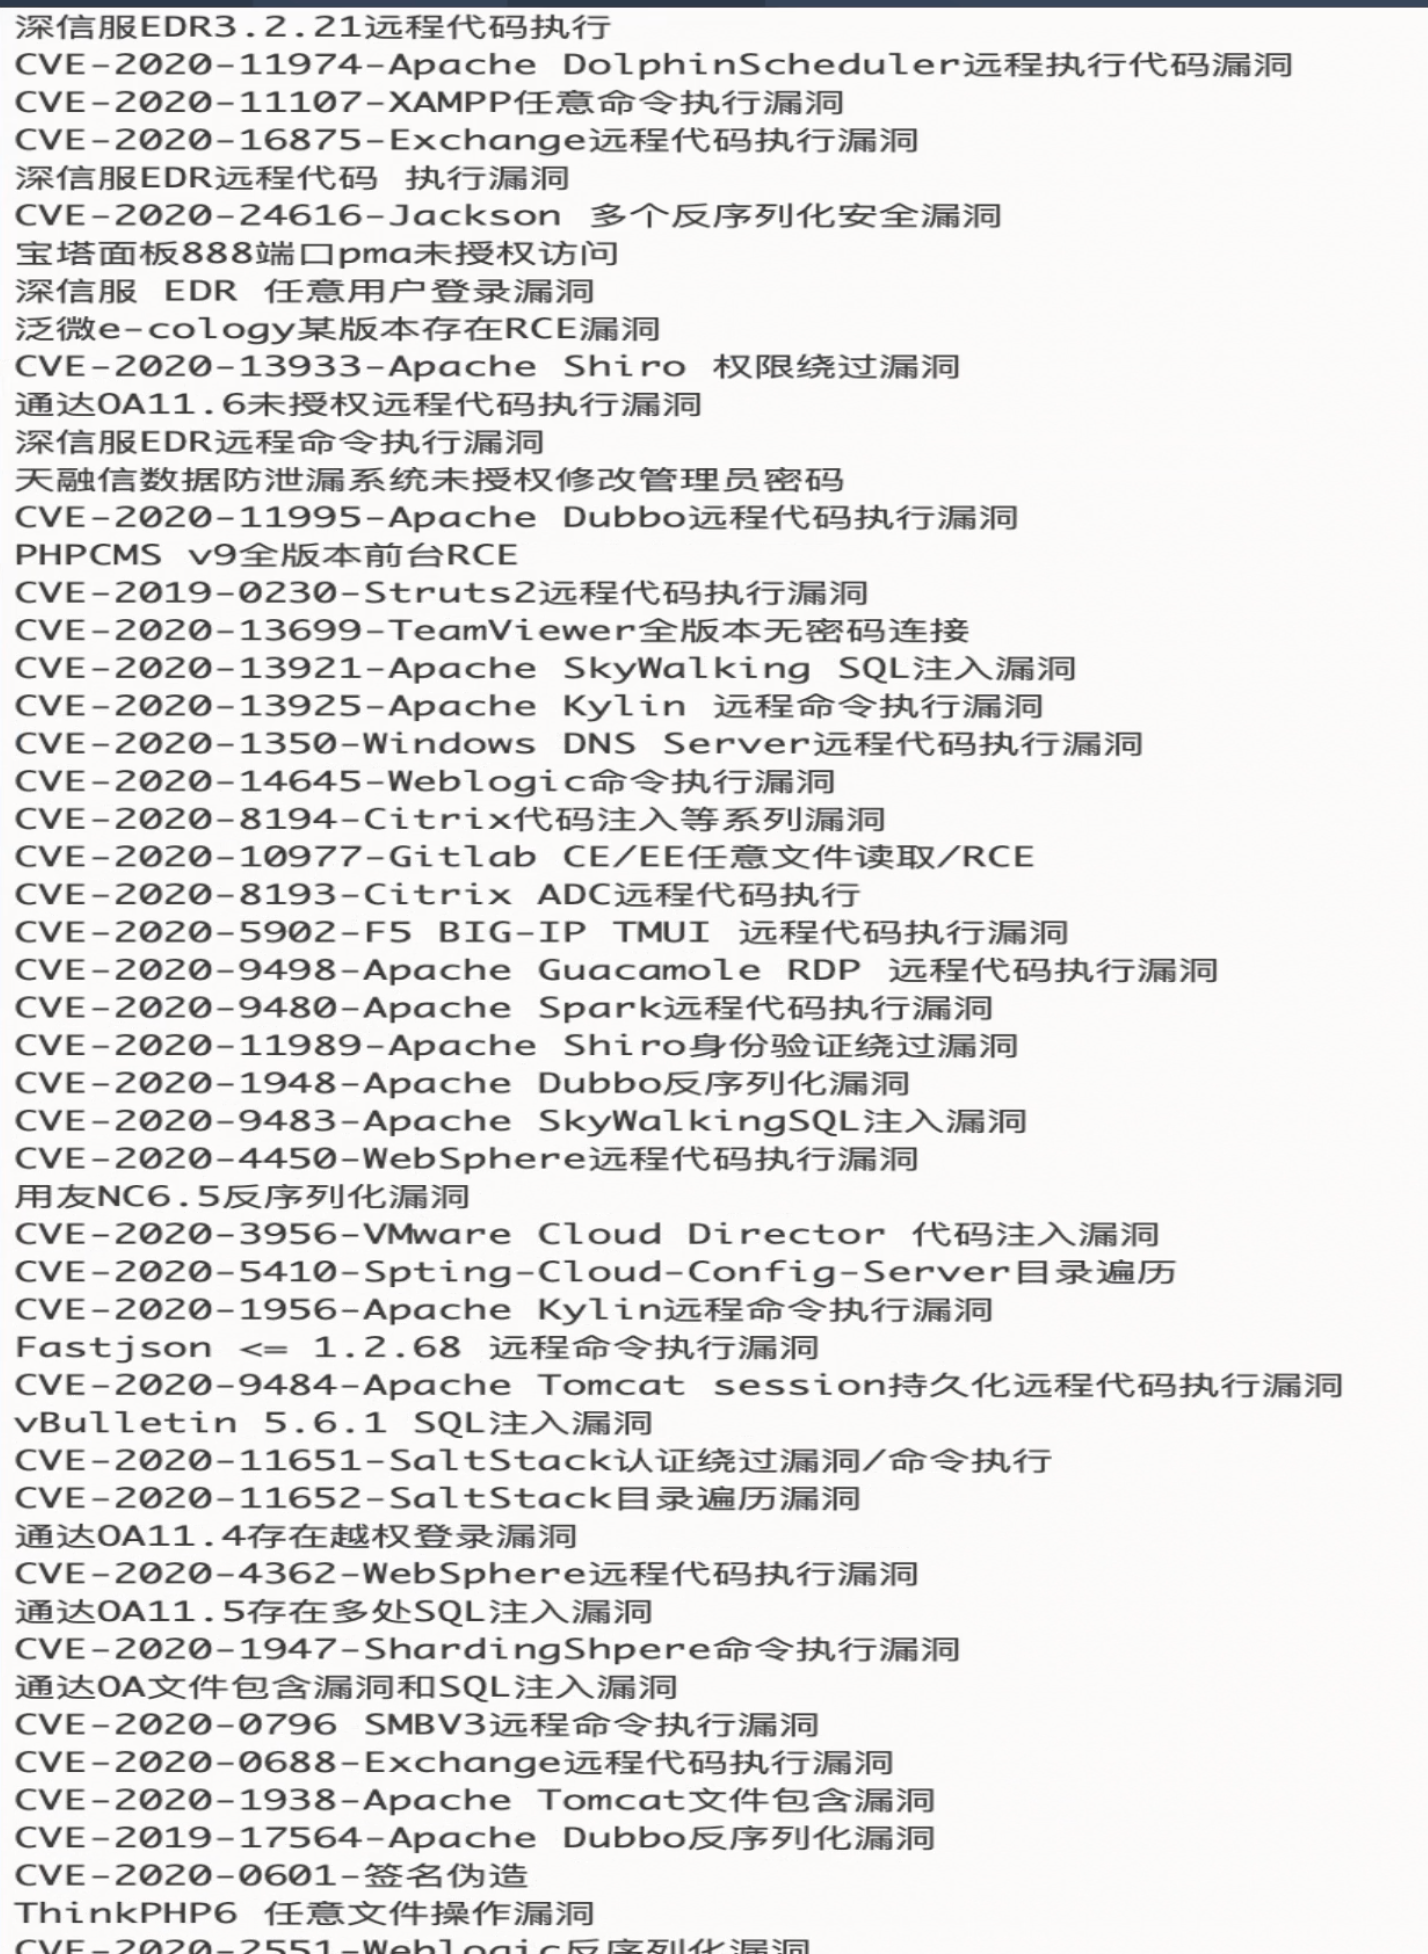 深信服EDR3.2.21远程代码执行
CVE-2020-11974-Apache DolphinScheduler远程执行代码漏洞
CVE-2020-11107-XAMPP任意命令执行漏洞
CVE-2020-16875-Exchange远程代码执行漏洞
深信服EDR远程代码 执行漏洞
CVE-2020-24616-Jackson 多个反序列化安全漏洞
宝塔面板888端口pma未授权访问
深信服 EDR 任意用户登录漏洞
泛微e-cology某版本存在RCE漏洞
CVE-2020-13933-Apache Shiro 权限绕过漏洞
通达OA11.6未授权远程代码执行漏洞
深信服EDR远程命令执行漏洞
天融信数据防泄漏系统未授权修改管理员密码
CVE-2020-11995-Apache Dubbo远程代码执行漏洞
PHPCMS v9全版本前台RCE
CVE-2019-0230-Struts2远程代码执行漏洞
CVE-2020-13699-TeamViewer全版本无密码连接
CVE-2020-13921-Apache SkyWalking SQL注入漏洞
CVE-2020-13925-Apache Kylin 远程命令执行漏洞
CVE-2020-1350-Windows DNS Server远程代码执行漏洞
CVE-2020-14645-Weblogic命令执行漏洞
CVE-2020-8194-Citrix代码注入等系列漏洞
CVE-2020-10977-Gitlab CE/EE任意文件读取/RCE
CVE-2020-8193-Citrix ADC远程代码执行
CVE-2020-5902-F5 BIG-IP TMUI 远程代码执行漏洞
CVE-2020-9498-Apache Guacamole RDP 远程代码执行漏洞
CVE-2020-9480-Apache Spark远程代码执行漏洞
CVE-2020-11989-Apache Shiro身份验证绕过漏洞
CVE-2020-1948-Apache Dubbo反序列化漏洞
CVE-2020-9483-Apache SkyWalkingSQL注入漏洞
CVE-2020-4450-WebSphere远程代码执行漏洞
用友NC6.5反序列化漏洞
CVE-2020-3956-VMware Cloud Director 代码注入漏洞
CVE-2020-5410-Spting-Cloud-Config-Server目录遍历
CVE-2020-1956-Apache Kylin远程命令执行漏洞
Fastjson <= 1.2.68 远程命令执行漏洞
CVE-2020-9484-Apache Tomcat session持久化远程代码执行漏洞
vBulletin 5.6.1 SQL注入漏洞
CVE-2020-11651-SaltStack认证绕过漏洞/命令执行
CVE-2020-11652-SaltStack目录遍历漏洞
通达OA11.4存在越权登录漏洞
CVE-2020-4362-WebSphere远程代码执行漏洞
通达OA11.5存在多处SQL注入漏洞
CVE-2020-1947-ShardingShpere命令执行漏洞
通达OA文件包含漏洞和SQL注入漏洞
CVE-2020-0796 SMBV3远程命令执行漏洞
CVE-2020-0688-Exchange远程代码执行漏洞
CVE-2020-1938-Apache Tomcat文件包含漏洞
CVE-2019-17564-Apache Dubbo反序列化漏洞
CVE-2020-0601-签名伪造
ThinkPHP6 任意文件操作漏洞
CVE-2020-2551-Weblogic反序列化漏洞